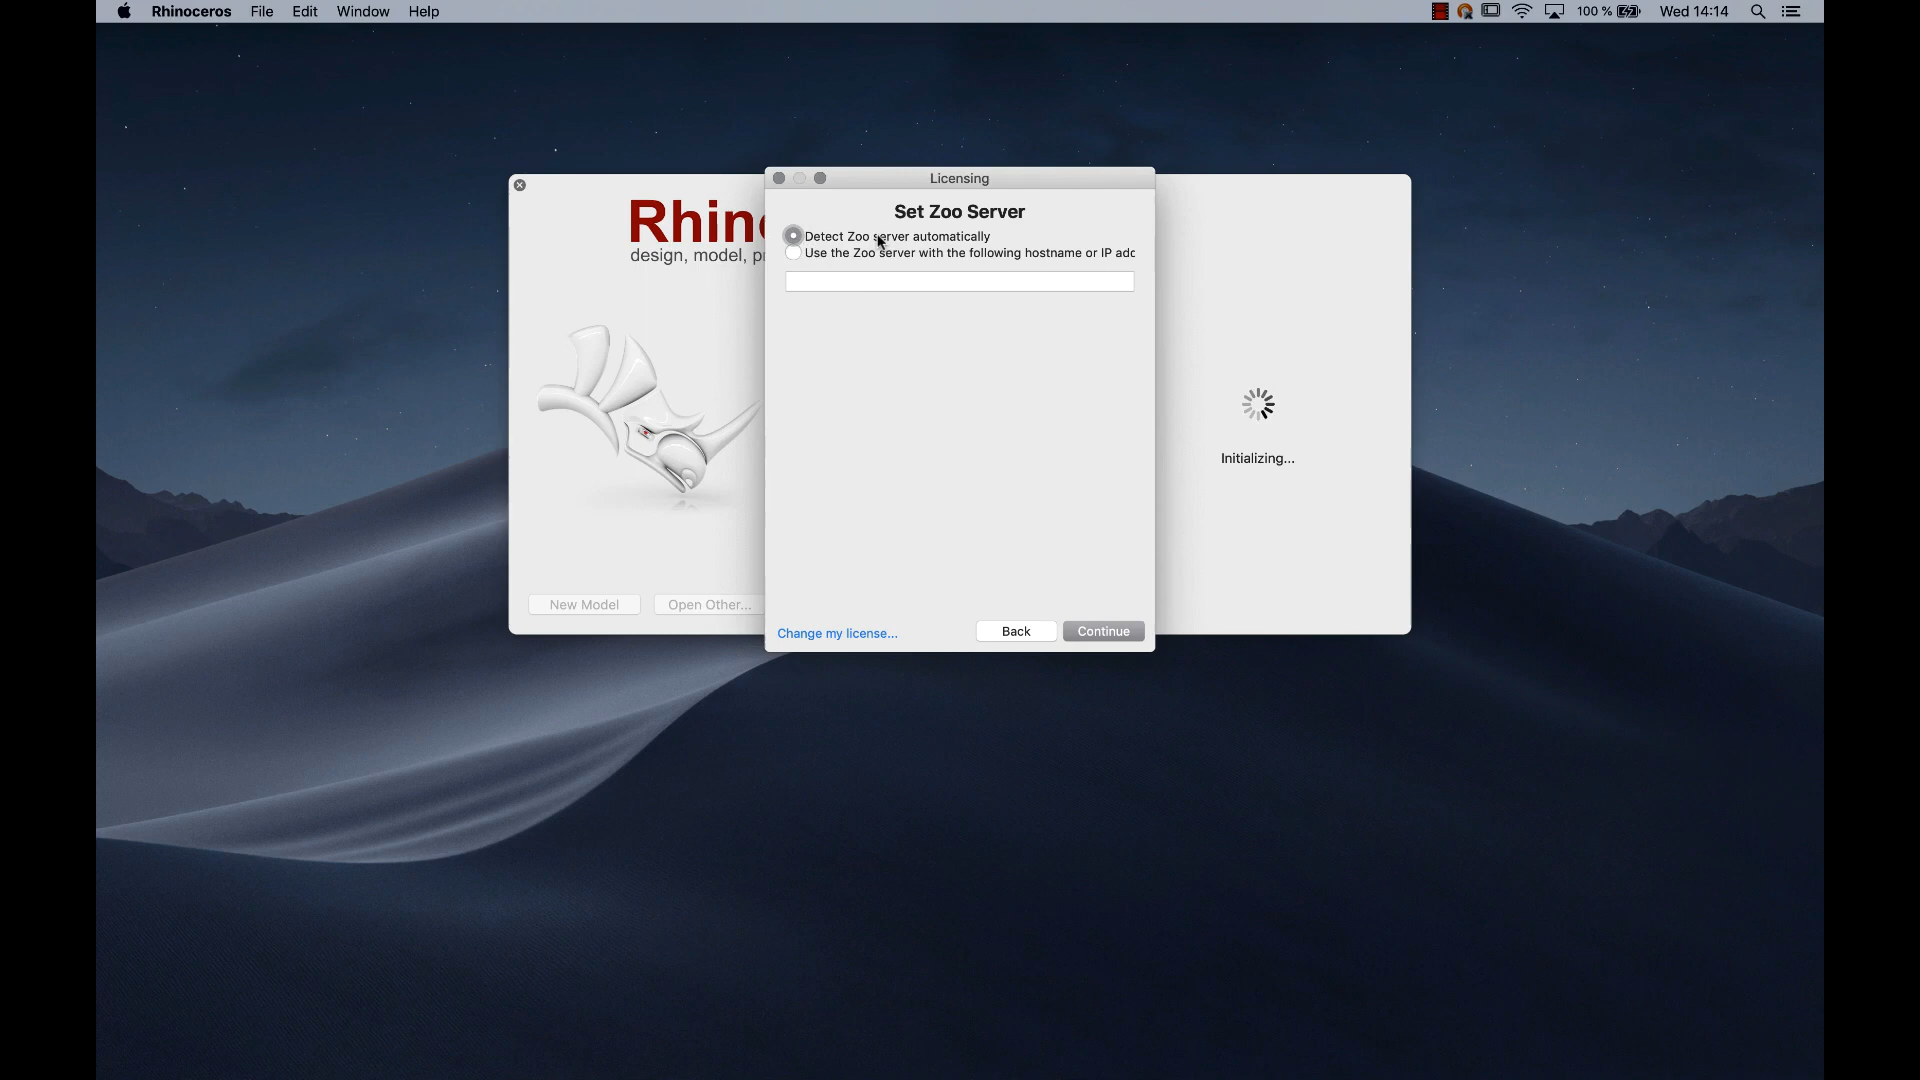 Rhinoceros File Edit Window Help 100 % Wed 14:14
Licensing
Rhino
design, model, p
Set Zoo Server
Detect Zoo server automatically
Use the Zoo server with the following hostname or IP adc
Initializing...
New Model
Open Other...
Change my license...
Back
Continue